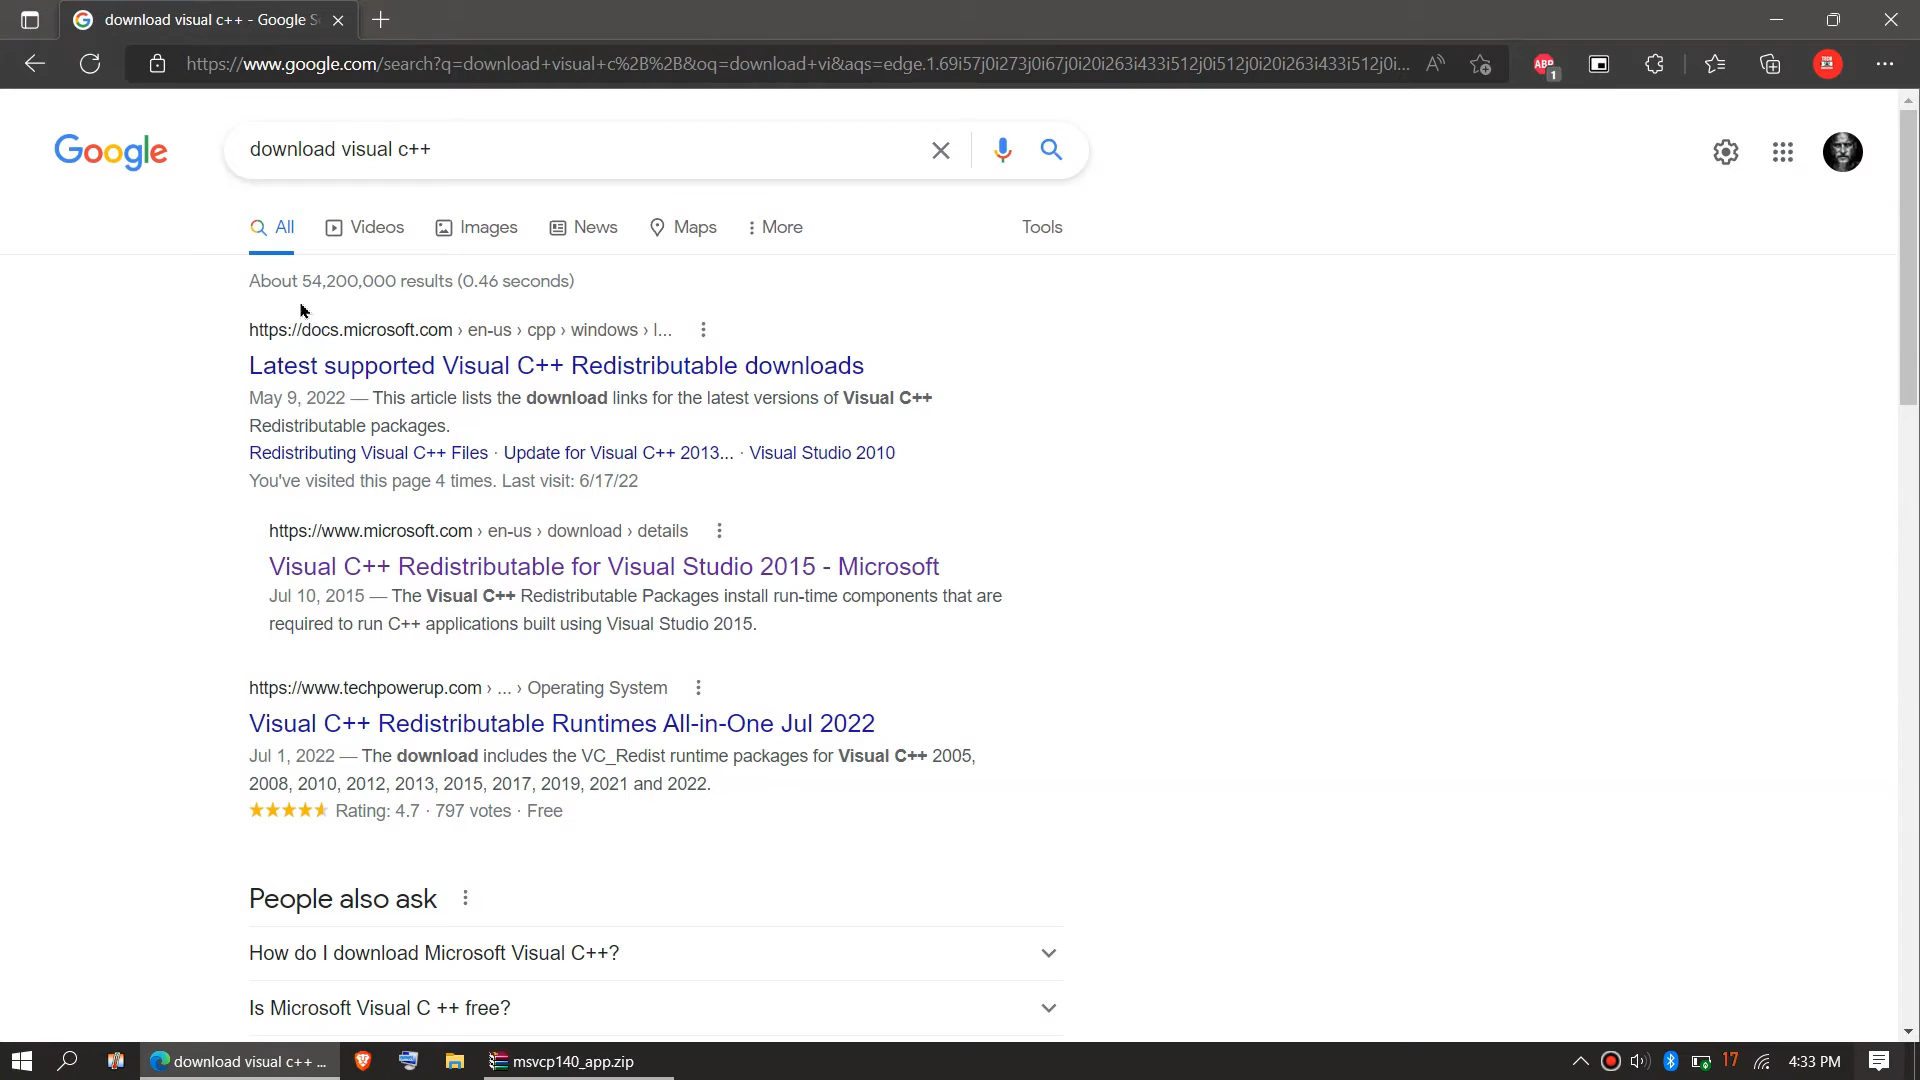 download visual c++ - Google S
https://www.google.com/search?q=download+visual+c%2B%2B&oq=download+vi&aqs=edge.1.69i57j0i273j0i67j0i20i263i433i512j0i512j0i20i263i433i512j0i...
ABP
1
Google
download visual c++
All
Videos
Images
News
Maps
More
Tools
About 54,200,000 results (0.46 seconds)
https://docs.microsoft.com › en-us › cpp › windows › l...
Latest supported Visual C++ Redistributable downloads
May 9, 2022 — This article lists the download links for the latest versions of Visual C++
Redistributable packages.
Redistributing Visual C++ Files · Update for Visual C++ 2013... · Visual Studio 2010
You've visited this page 4 times. Last visit: 6/17/22
https://www.microsoft.com › en-us › download › details
Visual C++ Redistributable for Visual Studio 2015 - Microsoft
Jul 10, 2015 — The Visual C++ Redistributable Packages install run-time components that are
required to run C++ applications built using Visual Studio 2015.
https://www.techpowerup.com › ... › Operating System
Visual C++ Redistributable Runtimes All-in-One Jul 2022
Jul 1, 2022 — The download includes the VC_Redist runtime packages for Visual C++ 2005,
2008, 2010, 2012, 2013, 2015, 2017, 2019, 2021 and 2022.
Rating: 4.7 · 797 votes · Free
People also ask
How do I download Microsoft Visual C++?
Is Microsoft Visual C ++ free?
download visual c++ ...
msvcp140_app.zip
17
4:33 PM